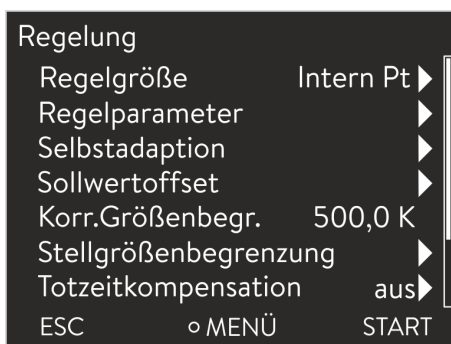 Regelung
Regelgröße Intern Pt
Regelparameter
Selbstadaption
Sollwertoffset
Korr.Größenbegr. 500,0 K
Stellgrößenbegrenzung
Totzeitkompensation aus
ESC MENÜ START